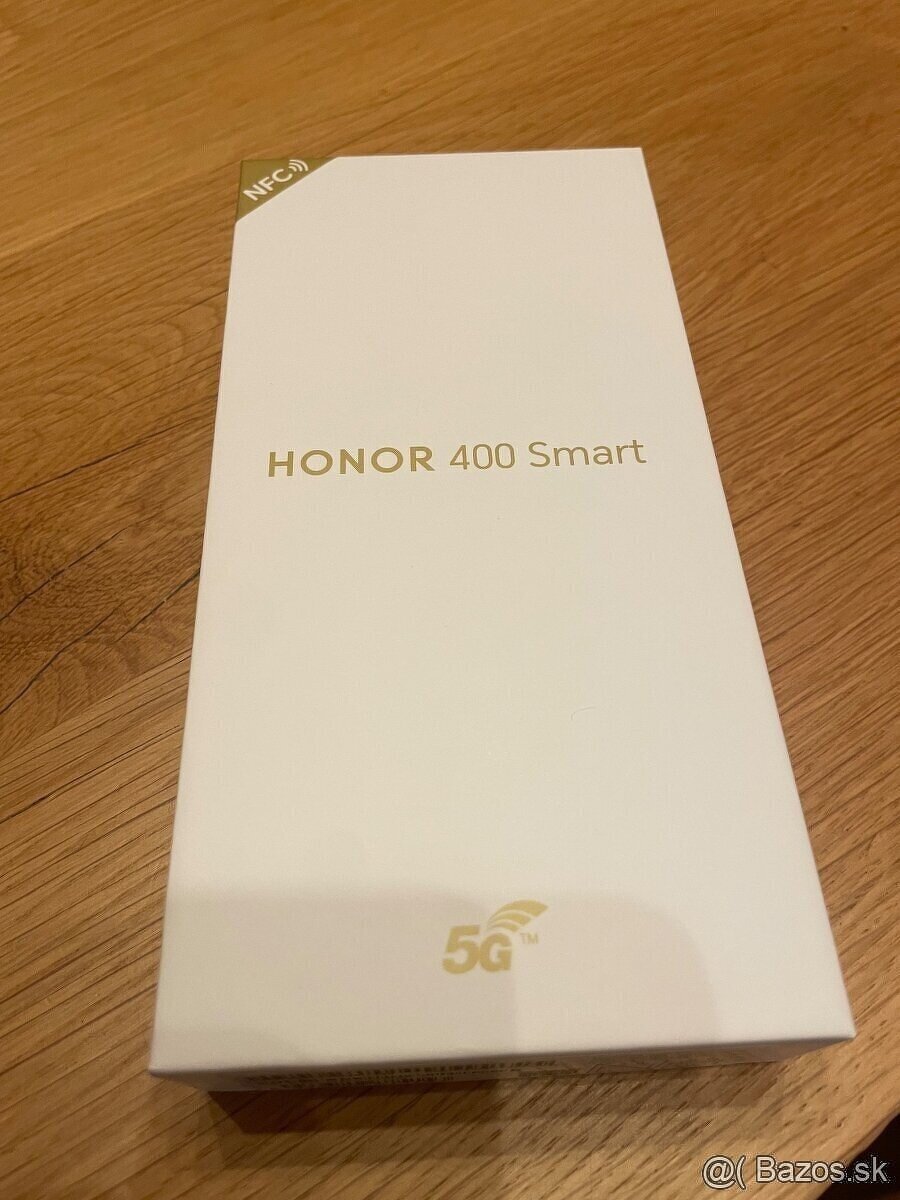 NFC
HONOR 400 Smart
5G™
@( Bazos.sk